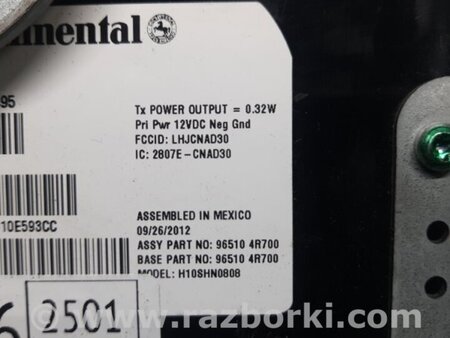 95
Tx POWER OUTPUT = 0.32W
Pri Pwr 12VDC Neg Gnd
FCCID: LHJCNAD30
IC: 2807E-CNAD30
10E593CC
ASSEMBLED IN MEXICO
09/26/2012
ASSY PART NO: 96510 4R700
BASE PART NO: 96510 4R700
MODEL: H10SHN0808
2501
www.razborki.com